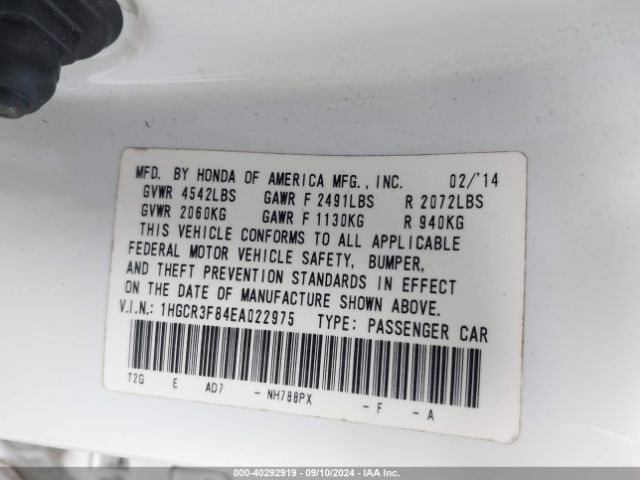 MFD. BY HONDA OF AMERICA MFG., INC. 02/'14
GVWR 4542LBS GAWR F 2491LBS R 2072LBS
GVWR 2060KG GAWR F 1130KG R 940KG
THIS VEHICLE CONFORMS TO ALL APPLICABLE
FEDERAL MOTOR VEHICLE SAFETY, BUMPER,
AND THEFT PREVENTION STANDARDS IN EFFECT
ON THE DATE OF MANUFACTURE SHOWN ABOVE.
V.I.N.: 1HGCR3F84EA022975 TYPE: PASSENGER CAR
T2G E AD7 - NH788PX - F - A
000-40292919 - 09/10/2024 - IAA Inc.